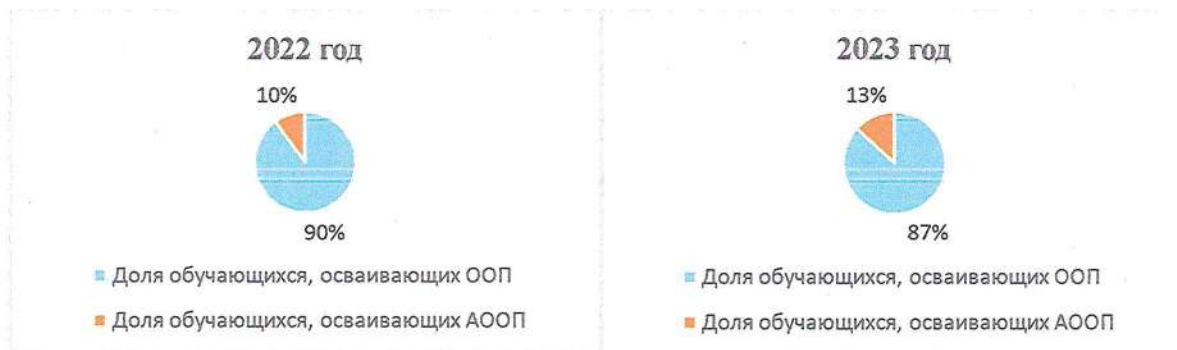 2022 год
10%
90%
Доля обучающихся, осваивающих ООП
Доля обучающихся, осваивающих АООП
2023 год
13%
87%
Доля обучающихся, осваивающих ООП
Доля обучающихся, осваивающих АООП